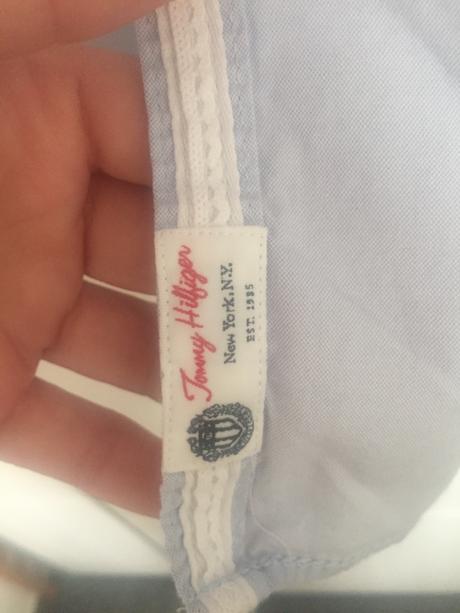 Tommy Hilfiger
New York, N.Y.
EST. 1985